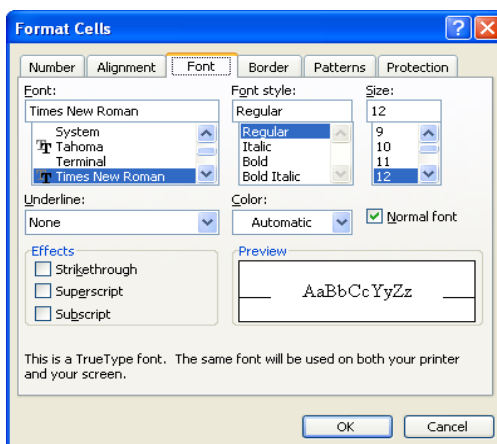 Format Cells
Number Alignment Font Border Patterns Protection
Font: Font style: Size:
Times New Roman Regular 12
System Regular 9
Tahoma Italic 10
Terminal Bold 11
Times New Roman Bold Italic 12
Underline: Color:
None Automatic Normal font
Effects Preview
Strikethrough
Superscript AaBbCcYyZz
Subscript
This is a TrueType font. The same font will be used on both your printer
and your screen.
OK Cancel